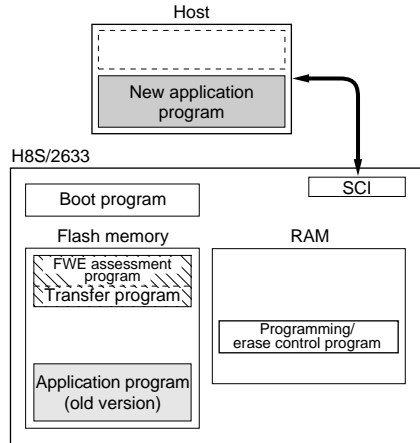 Host
New application
program
H8S/2633
SCI
Boot program
Flash memory
RAM
FWE assessment
program
Transfer program
Programming/
erase control program
Application program
(old version)